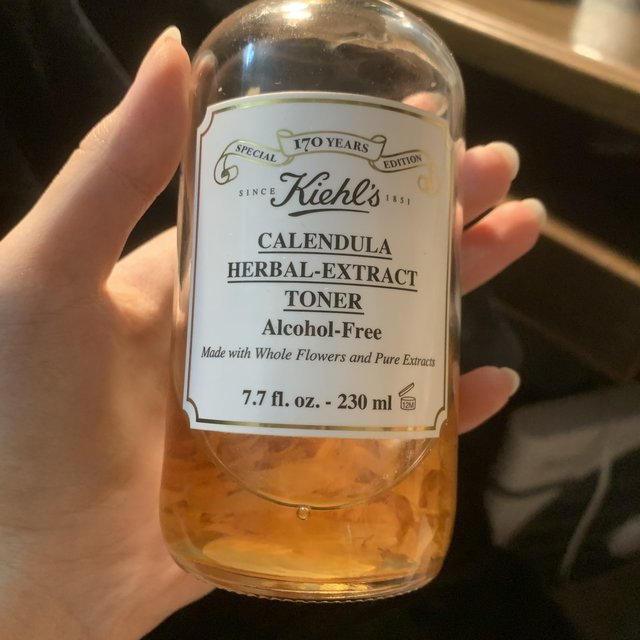 SPECIAL 170 YEARS EDITION
SINCE Kiehl's 1851
CALENDULA
HERBAL-EXTRACT
TONER
Alcohol-Free
Made with Whole Flowers and Pure Extracts
7.7 fl. oz. - 230 ml 12M